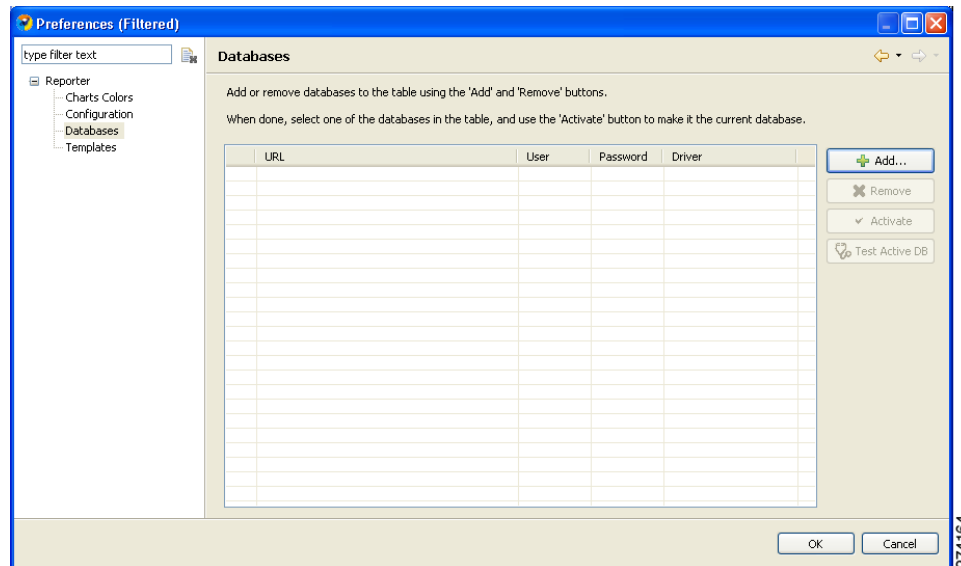 Preferences (Filtered)
type filter text
Databases
Reporter
Charts Colors
Configuration
Databases
Templates
Add or remove databases to the table using the 'Add' and 'Remove' buttons.
When done, select one of the databases in the table, and use the 'Activate' button to make it the current database.
URL User Password Driver
Add...
Remove
Activate
Test Active DB
OK Cancel
274164